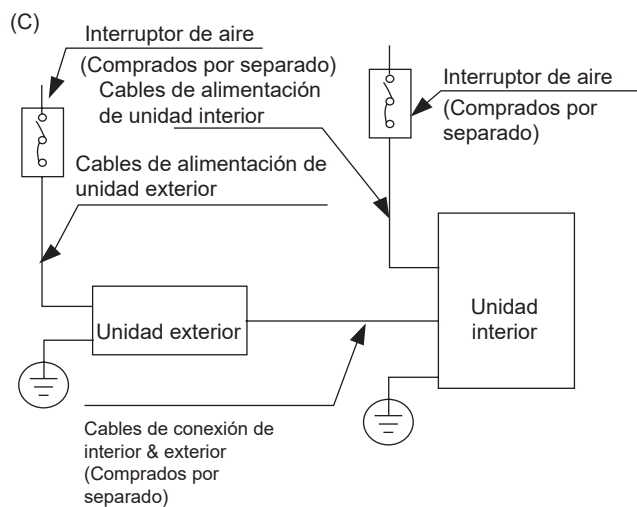 (C)
Interruptor de aire
(Comprados por separado)
Cables de alimentación
de unidad interior
Interruptor de aire
(Comprados por
separado)
Cables de alimentación de
unidad exterior
Unidad exterior
Unidad
interior
Cables de conexión de
interior & exterior
(Comprados por
separado)